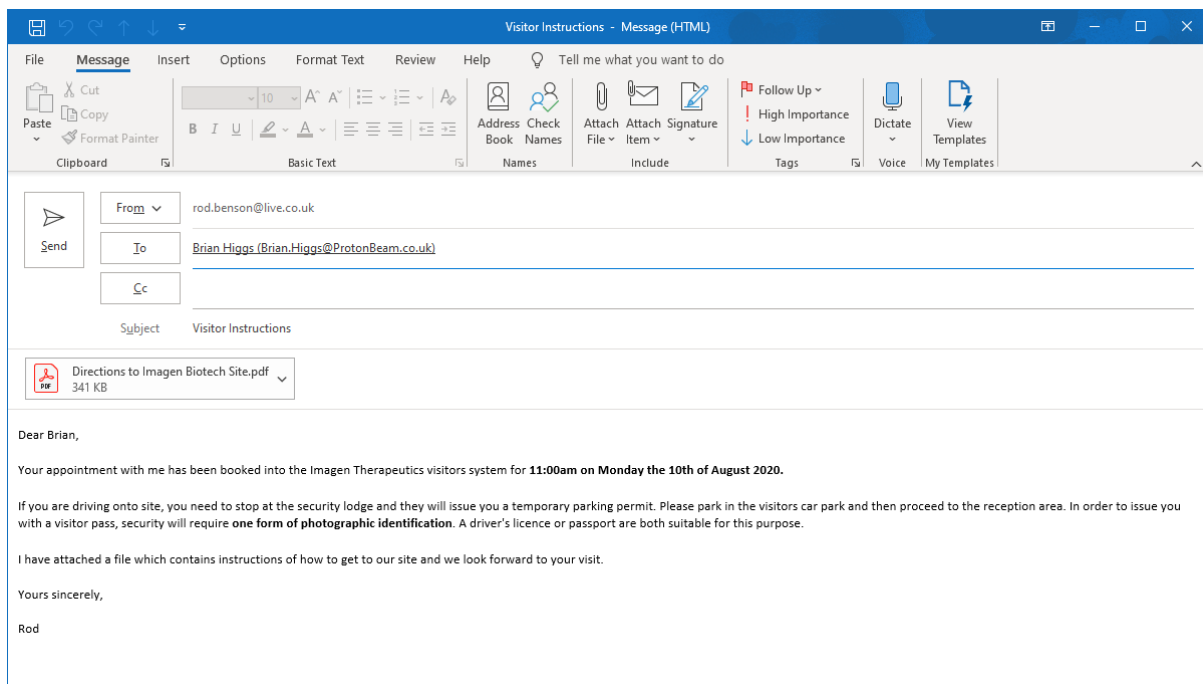 Visitor Instructions - Message (HTML)
File Message Insert Options Format Text Review Help Tell me what you want to do
Paste
Cut
Copy
Format Painter
Clipboard
10
A^ Aˇ
B I U A
Basic Text
Address Book
Check Names
Names
Attach File
Attach Item
Signature
Include
Follow Up
High Importance
Low Importance
Tags
Dictate
Voice
View Templates
My Templates
Send
From rod.benson@live.co.uk
To Brian Higgs (Brian.Higgs@ProtonBeam.co.uk)
Cc
Subject Visitor Instructions
PDF
Directions to Imagen Biotech Site.pdf
341 KB
Dear Brian,
Your appointment with me has been booked into the Imagen Therapeutics visitors system for 11:00am on Monday the 10th of August 2020.
If you are driving onto site, you need to stop at the security lodge and they will issue you a temporary parking permit. Please park in the visitors car park and then proceed to the reception area. In order to issue you
with a visitor pass, security will require one form of photographic identification. A driver's licence or passport are both suitable for this purpose.
I have attached a file which contains instructions of how to get to our site and we look forward to your visit.
Yours sincerely,
Rod